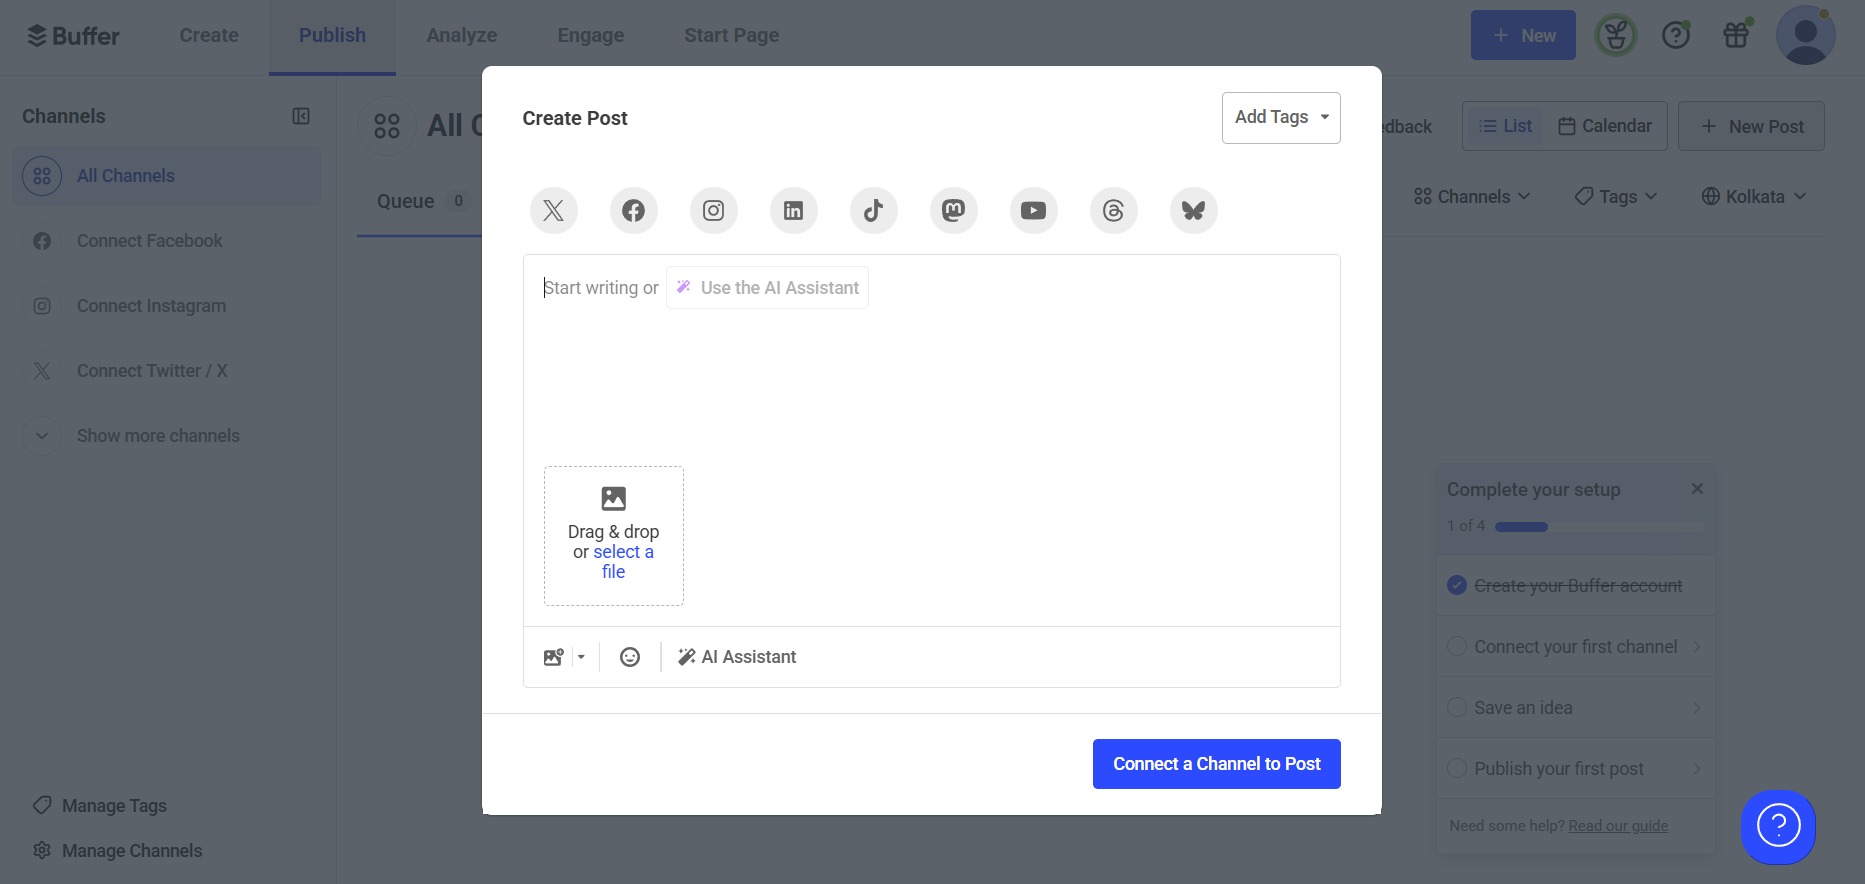 Buffer
Create
Publish
Analyze
Engage
Start Page
New
Channels
All Channels
Connect Facebook
Connect Instagram
Connect Twitter / X
Show more channels
Manage Tags
Manage Channels
All C
Queue 0
edback
List
Calendar
New Post
Channels
Tags
Kolkata
Create Post
Add Tags
Start writing or Use the AI Assistant
Drag & drop
or select a
file
AI Assistant
Connect a Channel to Post
Complete your setup
1 of 4
Create your Buffer account
Connect your first channel
Save an idea
Publish your first post
Need some help? Read our guide